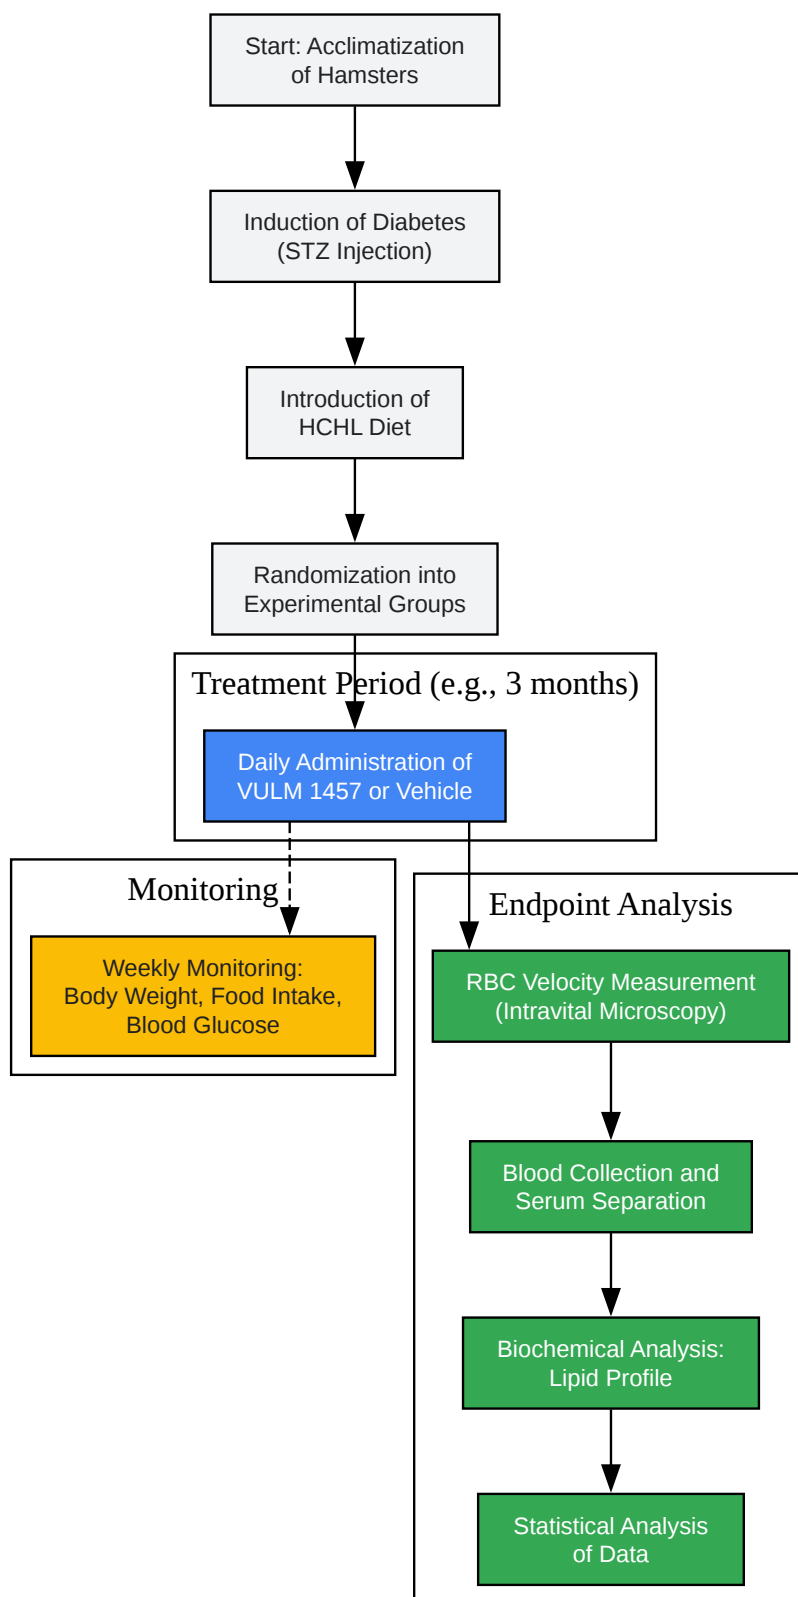 Start: Acclimatization
of Hamsters
Induction of Diabetes
(STZ Injection)
Introduction of
HCHL Diet
Randomization into
Experimental Groups
Treatment Period (e.g., 3 months)
Daily Administration of
VULM 1457 or Vehicle
Monitoring
Weekly Monitoring:
Body Weight, Food Intake,
Blood Glucose
Endpoint Analysis
RBC Velocity Measurement
(Intravital Microscopy)
Blood Collection and
Serum Separation
Biochemical Analysis:
Lipid Profile
Statistical Analysis
of Data